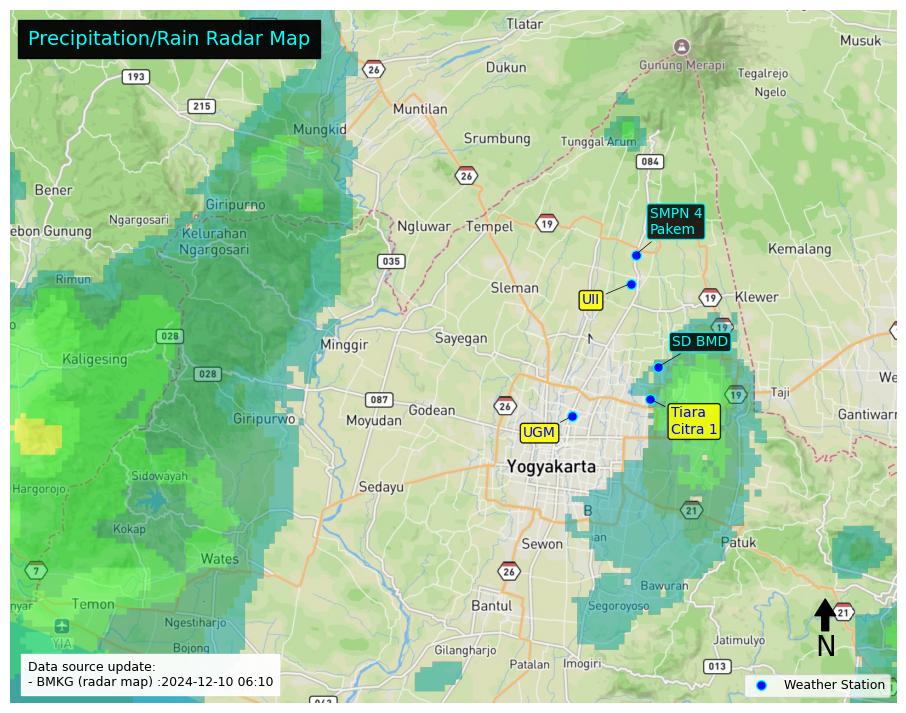 Precipitation/Rain Radar Map
Tlatar
Musuk
26
Gunung Merapi
193
Dukun
Tegalrejo
Ngelo
215
Muntilan
Mungkid
Srumbung
Tunggal Arum
084
26
Bener
Giripurno
Ngargosari
SMPN 4
Pakem
ebon Gunung
Kelurahan
Ngargosari
Ngluwar
Tempel
19
Kemalang
035
Rimun
Sleman
UII
19
Klewer
19
028
Sayegan
N
SD BMD
Minggir
Kaligesing
028
We
087
26
19
Taji
Godean
Tiara
Citra 1
Giripurwo
Moyudan
UGM
Gantiwarn
Yogyakarta
Sidowayah
Hargorojo
Sedayu
21
B
Kokap
an
Sewon
Patuk
Wates
7
26
Bawuran
Temon
nyar
Bantul
Segoroyoso
21
Ngestiharjo
N
YIA
Jatimulyo
Bojong
Gilangharjo
Patalan
Imogiri
013
Data source update:
- BMKG (radar map) :2024-12-10 06:10
Weather Station